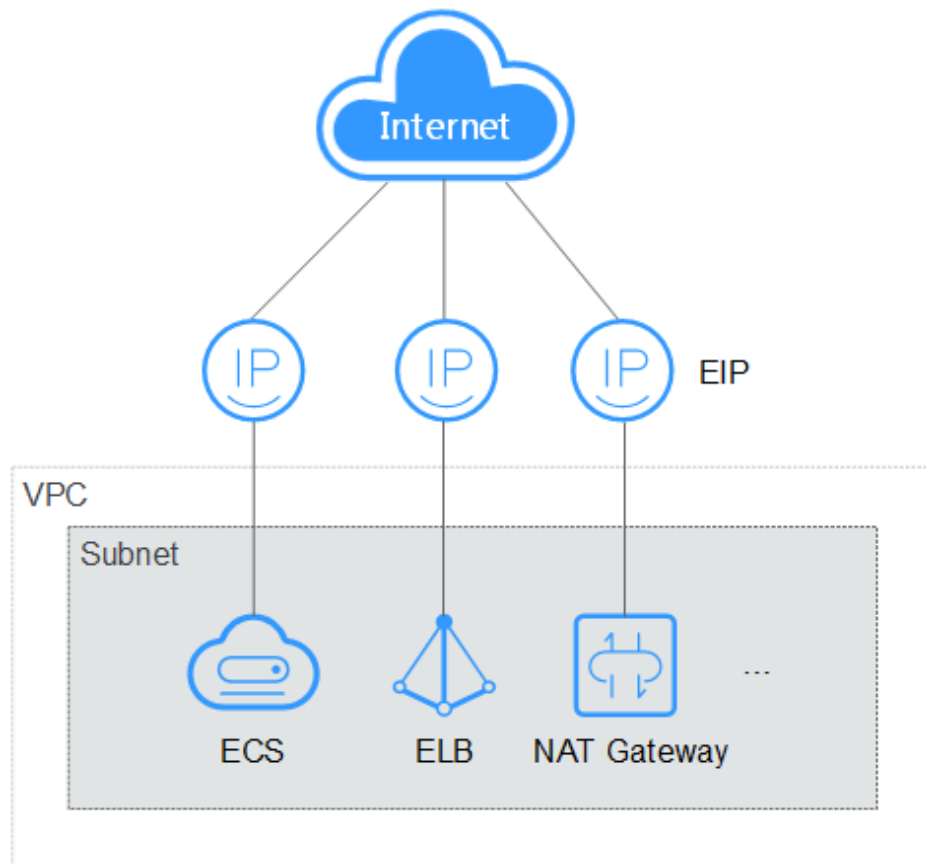 Internet
IP
IP
IP
EIP
VPC
Subnet
...
ECS
ELB
NAT Gateway